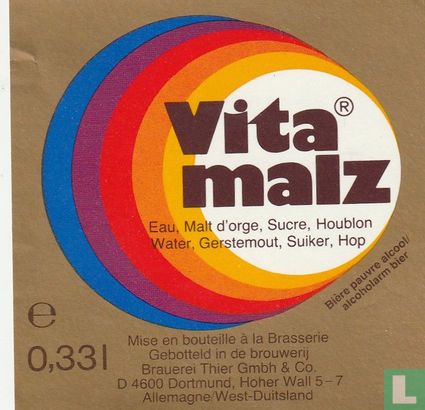 Vita®
malz
Eau, Malt d'orge, Sucre, Houblon
Water, Gerstemout, Suiker, Hop
Bière pauvre alcool/
alcoholarm bier
℮
0,33 l
Mise en bouteille à la Brasserie
Gebotteld in de brouwerij
Brauerei Thier Gmbh & Co.
D 4600 Dortmund, Hoher Wall 5-7
Allemagne/West-Duitsland
L